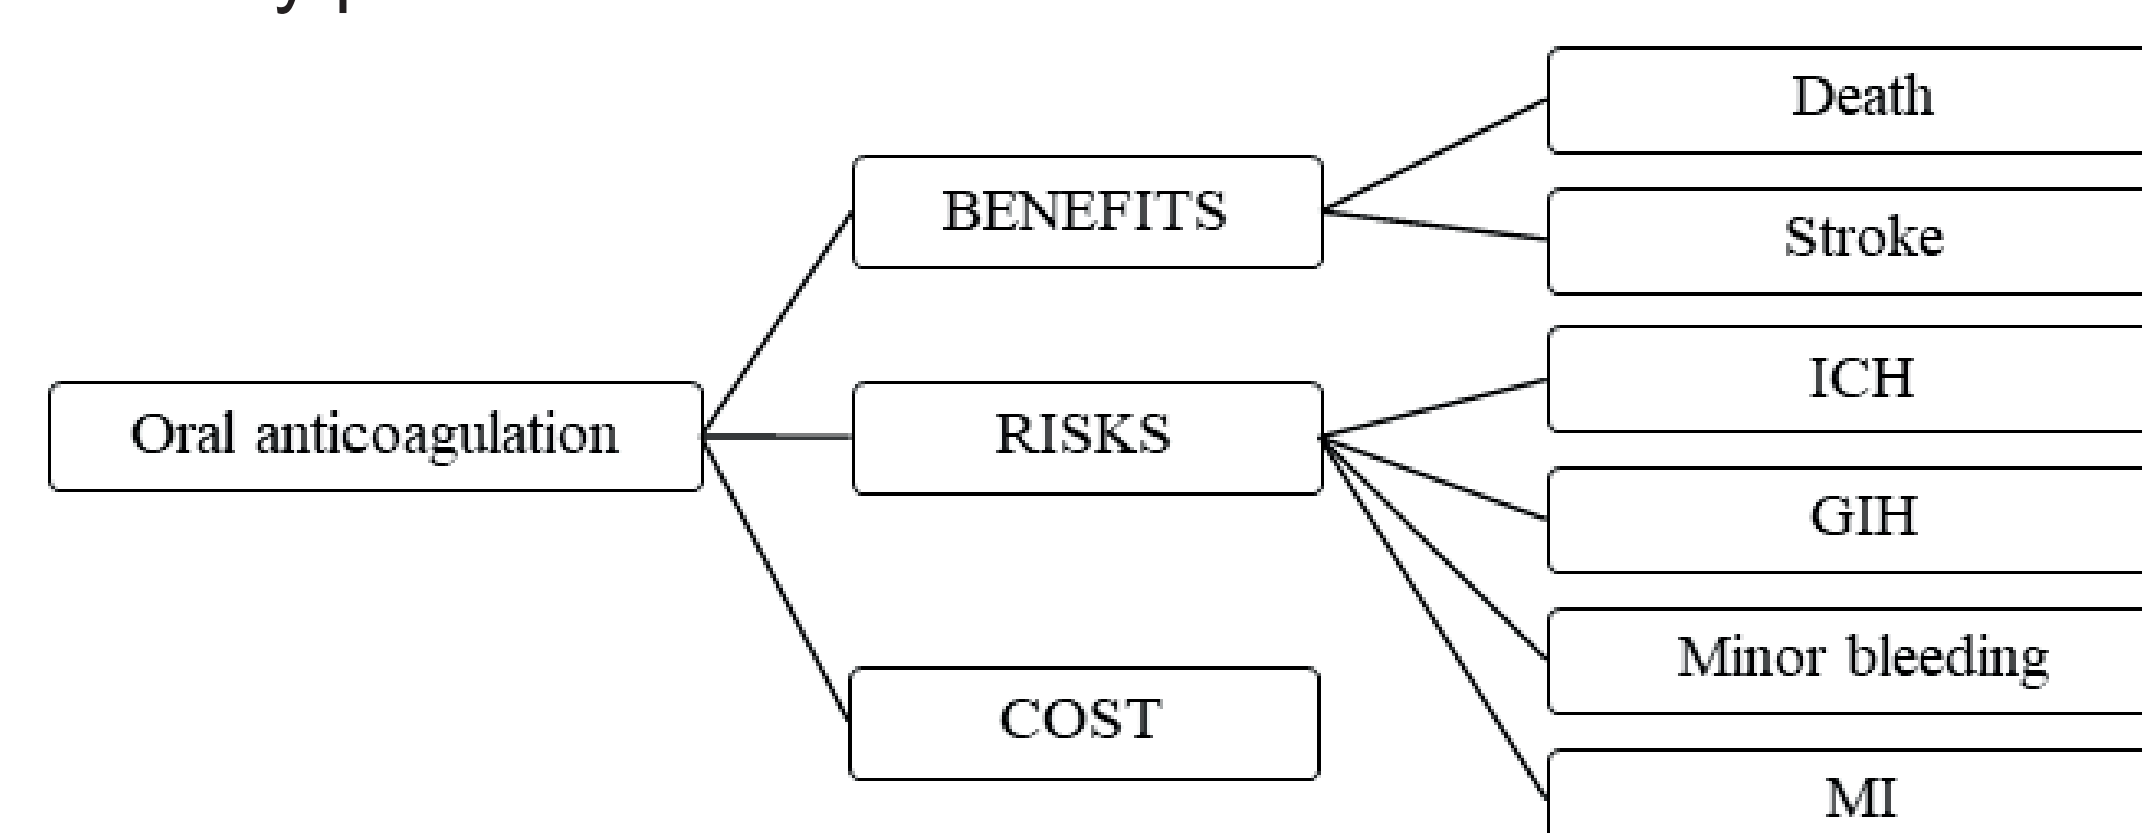 Death
BENEFITS
Stroke
ICH
Oral anticoagulation
RISKS
GIH
Minor bleeding
COST
MI